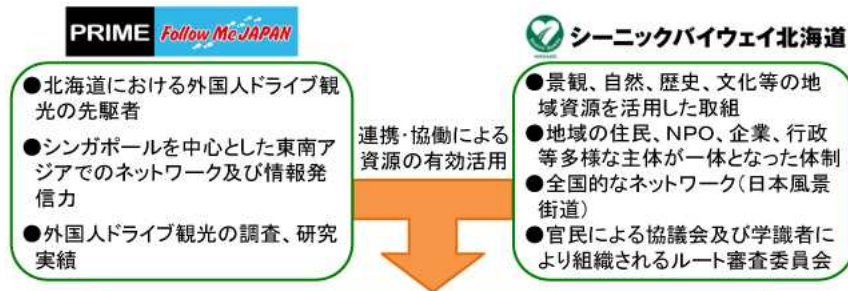 PRIME Follow Me JAPAN
●北海道における外国人ドライブ観
光の先駆者
●シンガポールを中心とした東南ア
ジアでのネットワーク及び情報発
信力
●外国人ドライブ観光の調査、研究
実績
連携・協働による
資源の有効活用
シーニックバイウェイ北海道
●景観、自然、歴史、文化等の地
域資源を活用した取組
●地域の住民、NPO、企業、行政
等多様な主体が一体となった体制
●全国的なネットワーク（日本風景
街道）
●官民による協議会及び学識者に
より組織されるルート審査委員会